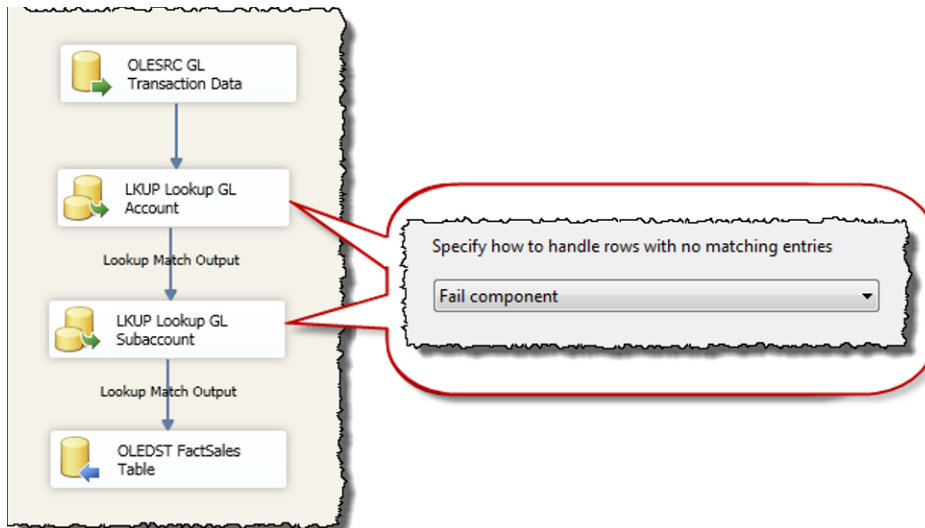 OLESRC GL
Transaction Data
LKUP Lookup GL
Account
Lookup Match Output
LKUP Lookup GL
Subaccount
Lookup Match Output
OLEDST FactSales
Table
Specify how to handle rows with no matching entries
Fail component